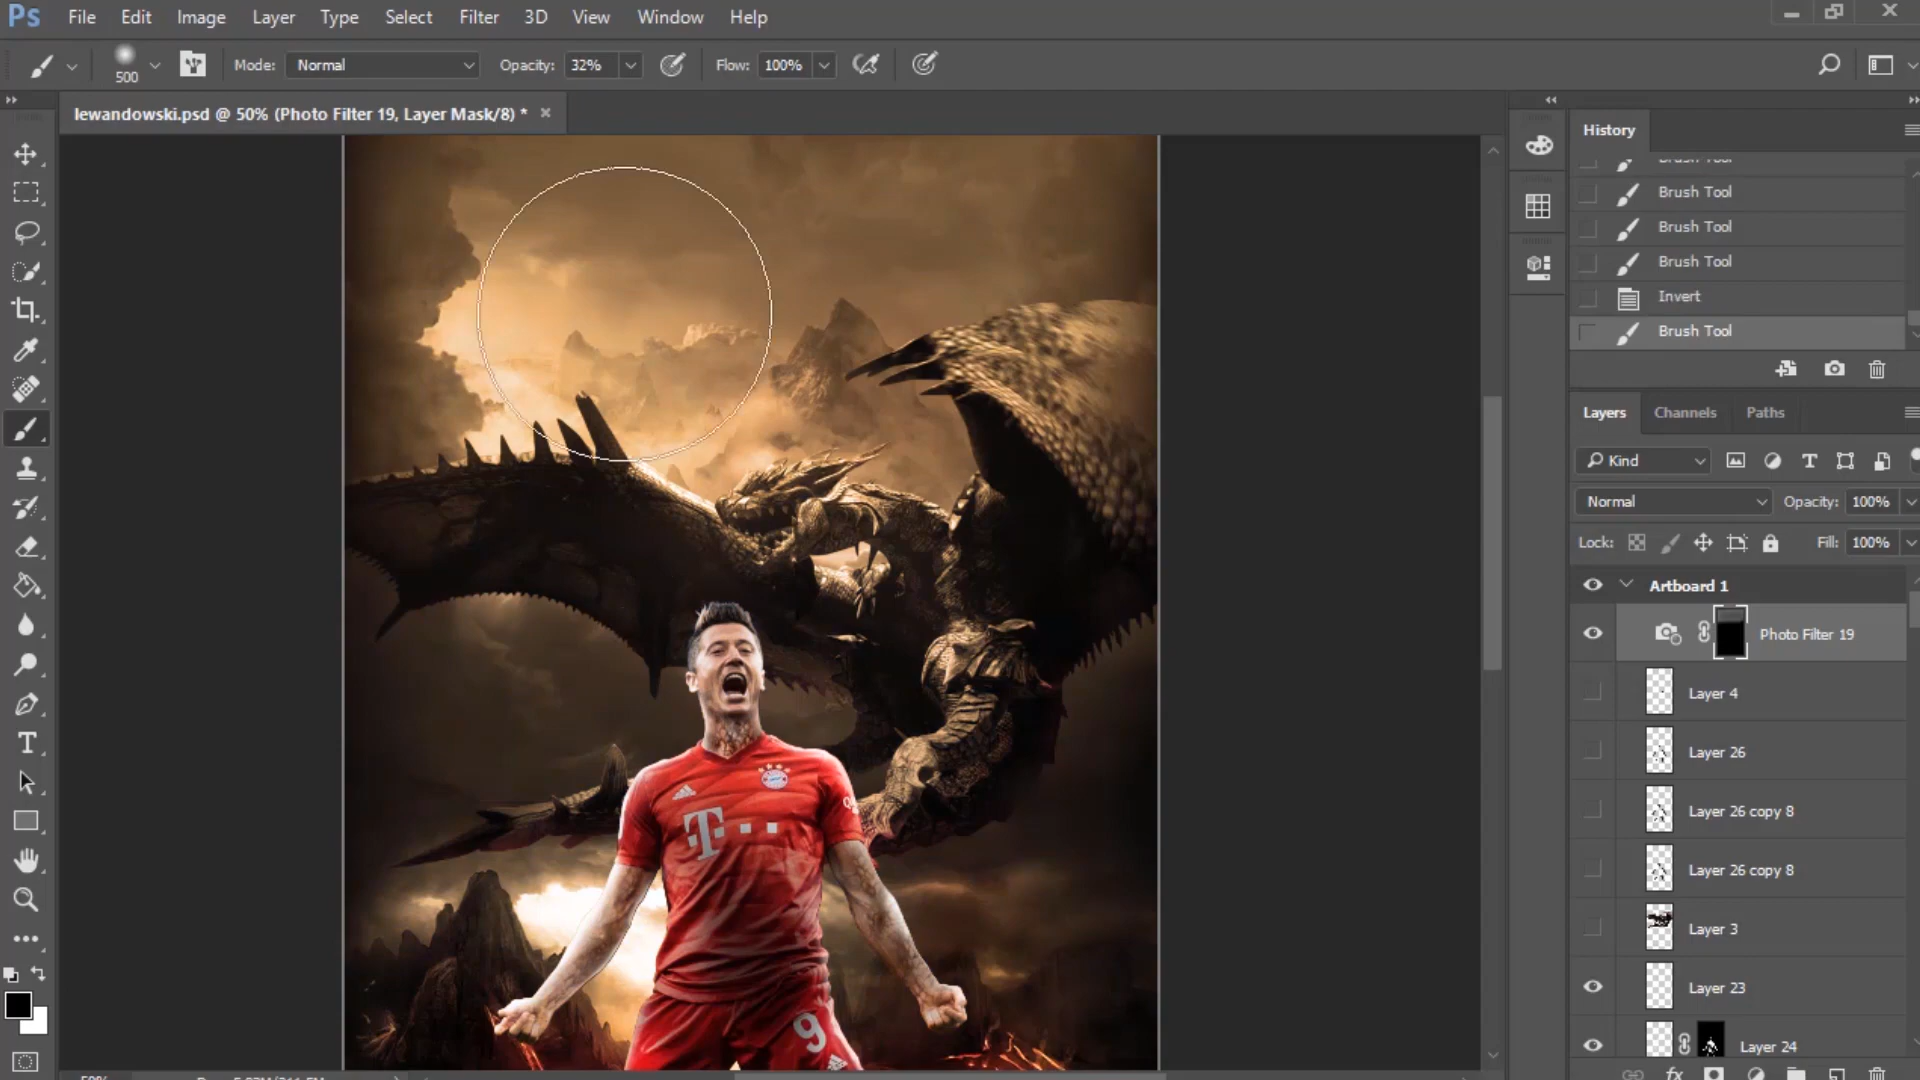 Ps File Edit Image Layer Type Select Filter 3D View Window Help
500 Mode: Normal Opacity: 32% Flow: 100%
lewandowski.psd @ 50% (Photo Filter 19, Layer Mask/8) *
History
Brush Tool
Brush Tool
Brush Tool
Brush Tool
Invert
Brush Tool
Layers Channels Paths
Kind
Normal Opacity: 100%
Lock: Fill: 100%
Artboard 1
Photo Filter 19
Layer 4
Layer 26
Layer 26 copy 8
Layer 26 copy 8
Layer 3
Layer 23
Layer 24
fx
T
9